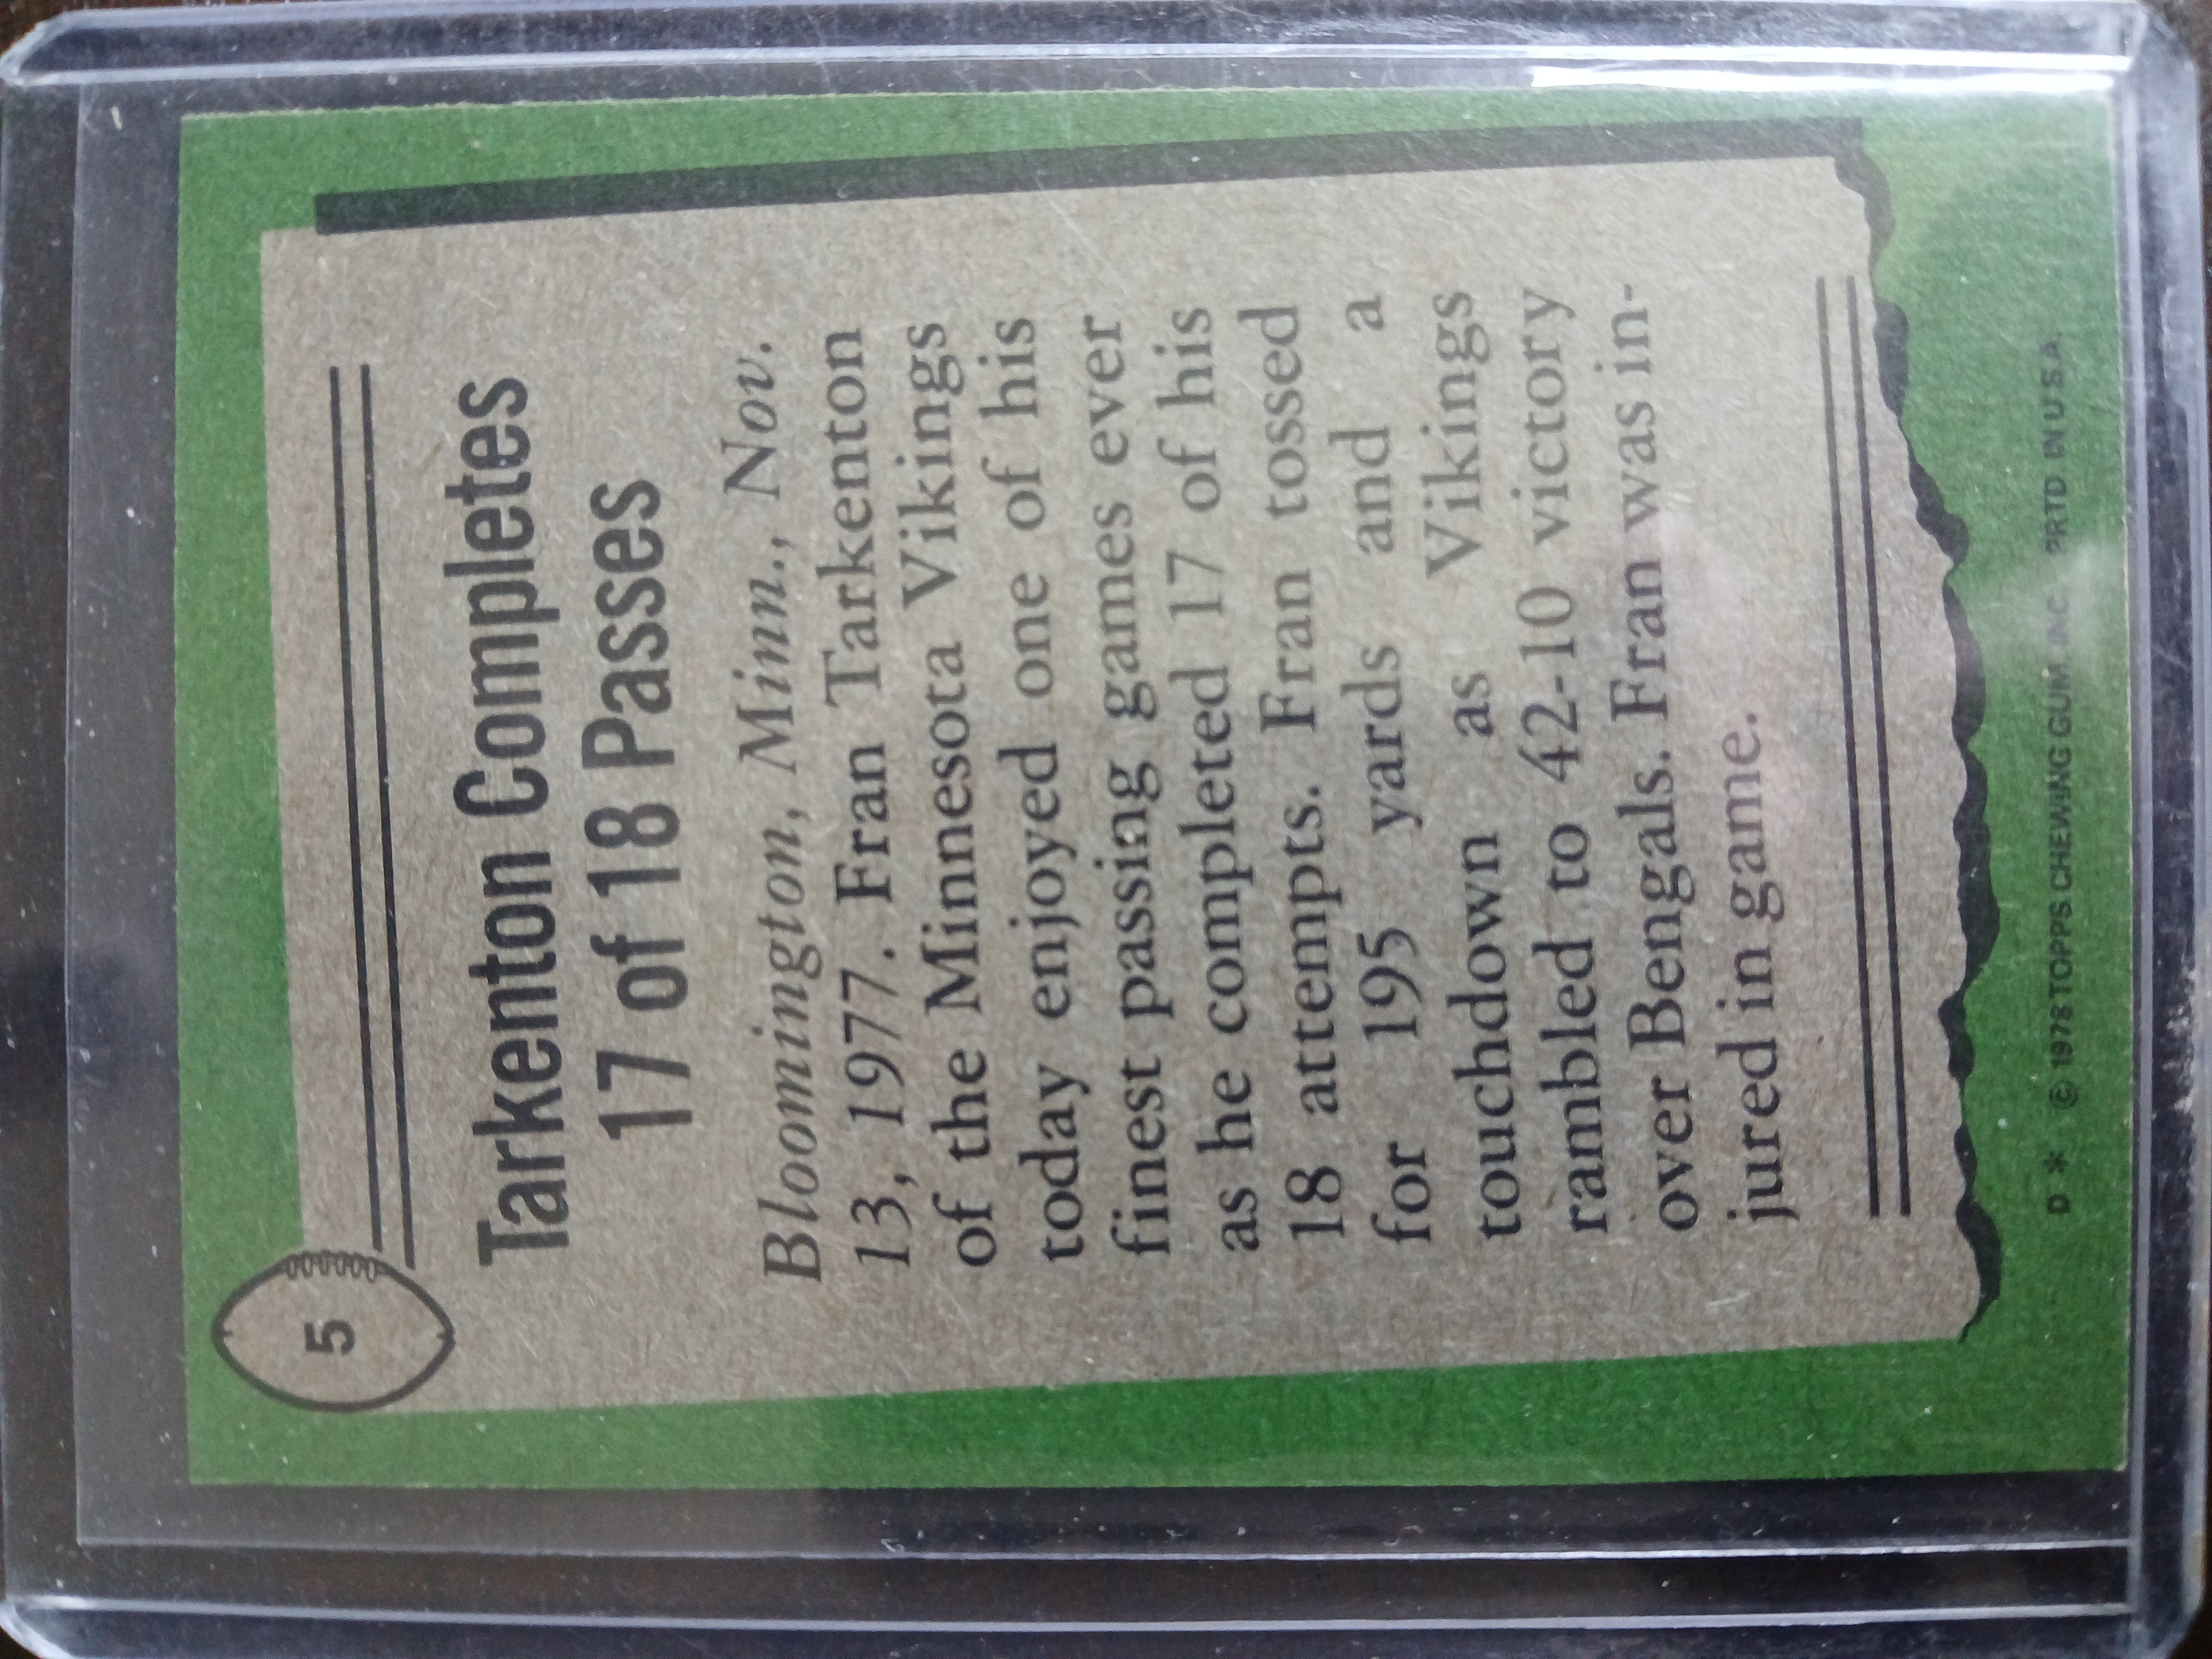 5
Tarkenton Completes
17 of 18 Passes
Bloomington, Minn., Nov.
13, 1977. Fran Tarkenton
of the Minnesota Vikings
today enjoyed one of his
finest passing games ever
as he completed 17 of his
18 attempts. Fran tossed
for 195 yards and a
touchdown as Vikings
rambled to 42-10 victory
over Bengals. Fran was in-
jured in game.
D * © 1978 TOPPS CHEWING GUM, INC. PRTD. IN U.S.A.